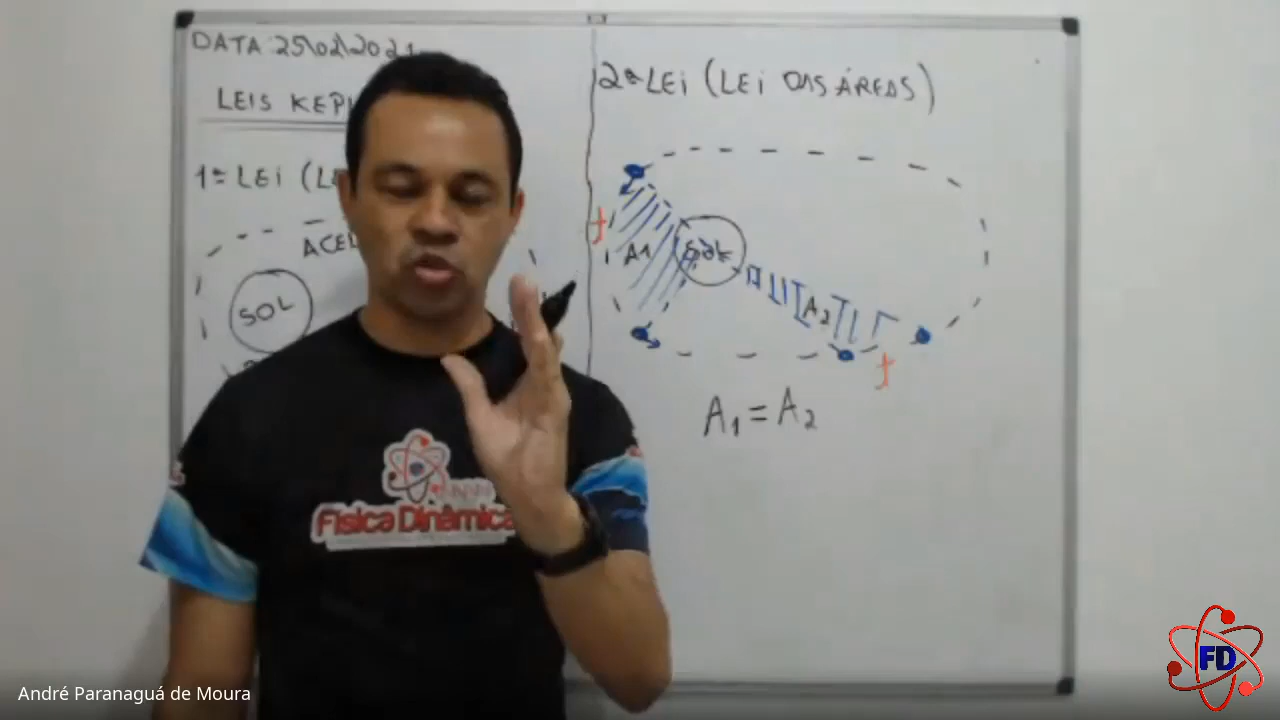 DATA 25\02\2021
LEIS KEPL
1ª LEI (LE
ACEL
SOL
2ª LEI (LEI DAS ÁREAS)
t
A1
A2
t
A1 = A2
Física Dinâmica
FD
André Paranaguá de Moura